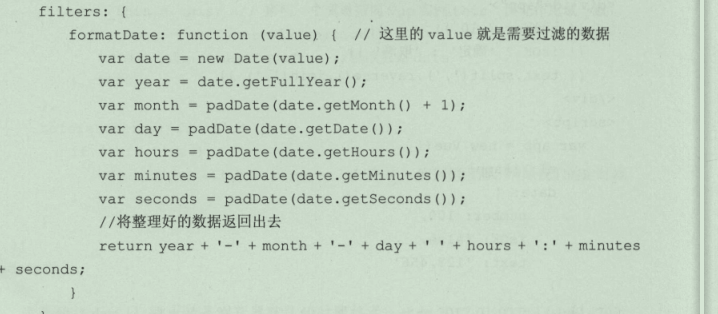 filters: {
formatDate: function (value) { // 这里的 value 就是需要过滤的数据
var date = new Date(value);
var year = date.getFullYear();
var month = padDate(date.getMonth() + 1);
var day = padDate(date.getDate());
var hours = padDate(date.getHours());
var minutes = padDate(date.getMinutes());
var seconds = padDate(date.getSeconds());
//将整理好的数据返回出去
return year + '-' + month + '-' + day + ' ' + hours + ':' + minutes
+ seconds;
}